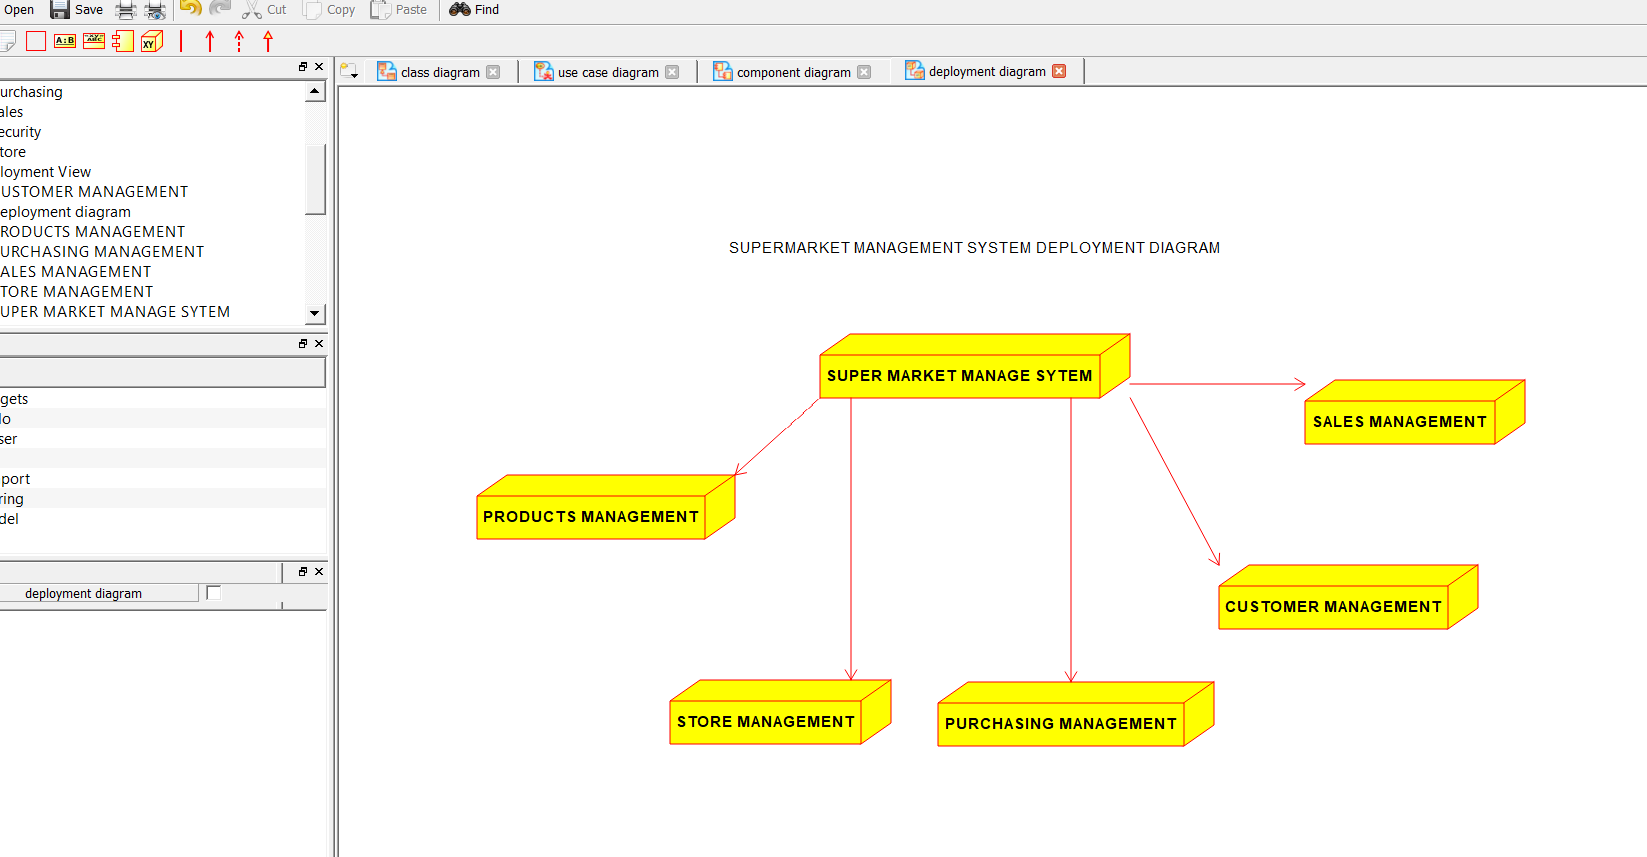 Open Save Cut Copy Paste Find
A:B
XY
class diagram use case diagram component diagram deployment diagram
urchasing
ales
ecurity
tore
loyment View
USTOMER MANAGEMENT
eployment diagram
RODUCTS MANAGEMENT
URCHASING MANAGEMENT
ALES MANAGEMENT
TORE MANAGEMENT
UPER MARKET MANAGE SYTEM
gets
lo
ser
port
ring
del
deployment diagram
SUPERMARKET MANAGEMENT SYSTEM DEPLOYMENT DIAGRAM
SUPER MARKET MANAGE SYTEM
SALES MANAGEMENT
PRODUCTS MANAGEMENT
CUSTOMER MANAGEMENT
STORE MANAGEMENT
PURCHASING MANAGEMENT